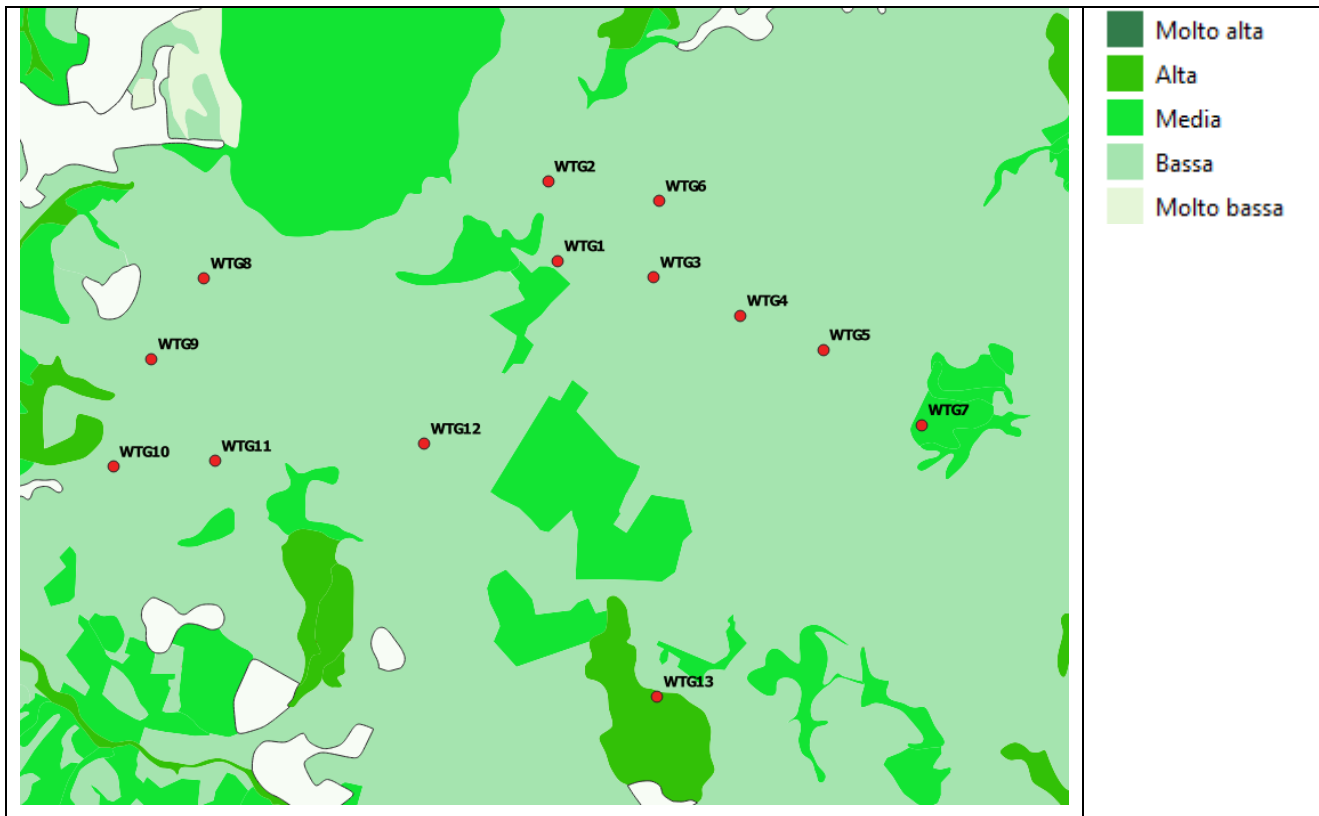 Molto alta
Alta
Media
Bassa
Molto bassa
WTG2
WTG6
WTG1
WTG3
WTG8
WTG4
WTG5
WTG9
WTG7
WTG12
WTG11
WTG10
WTG13